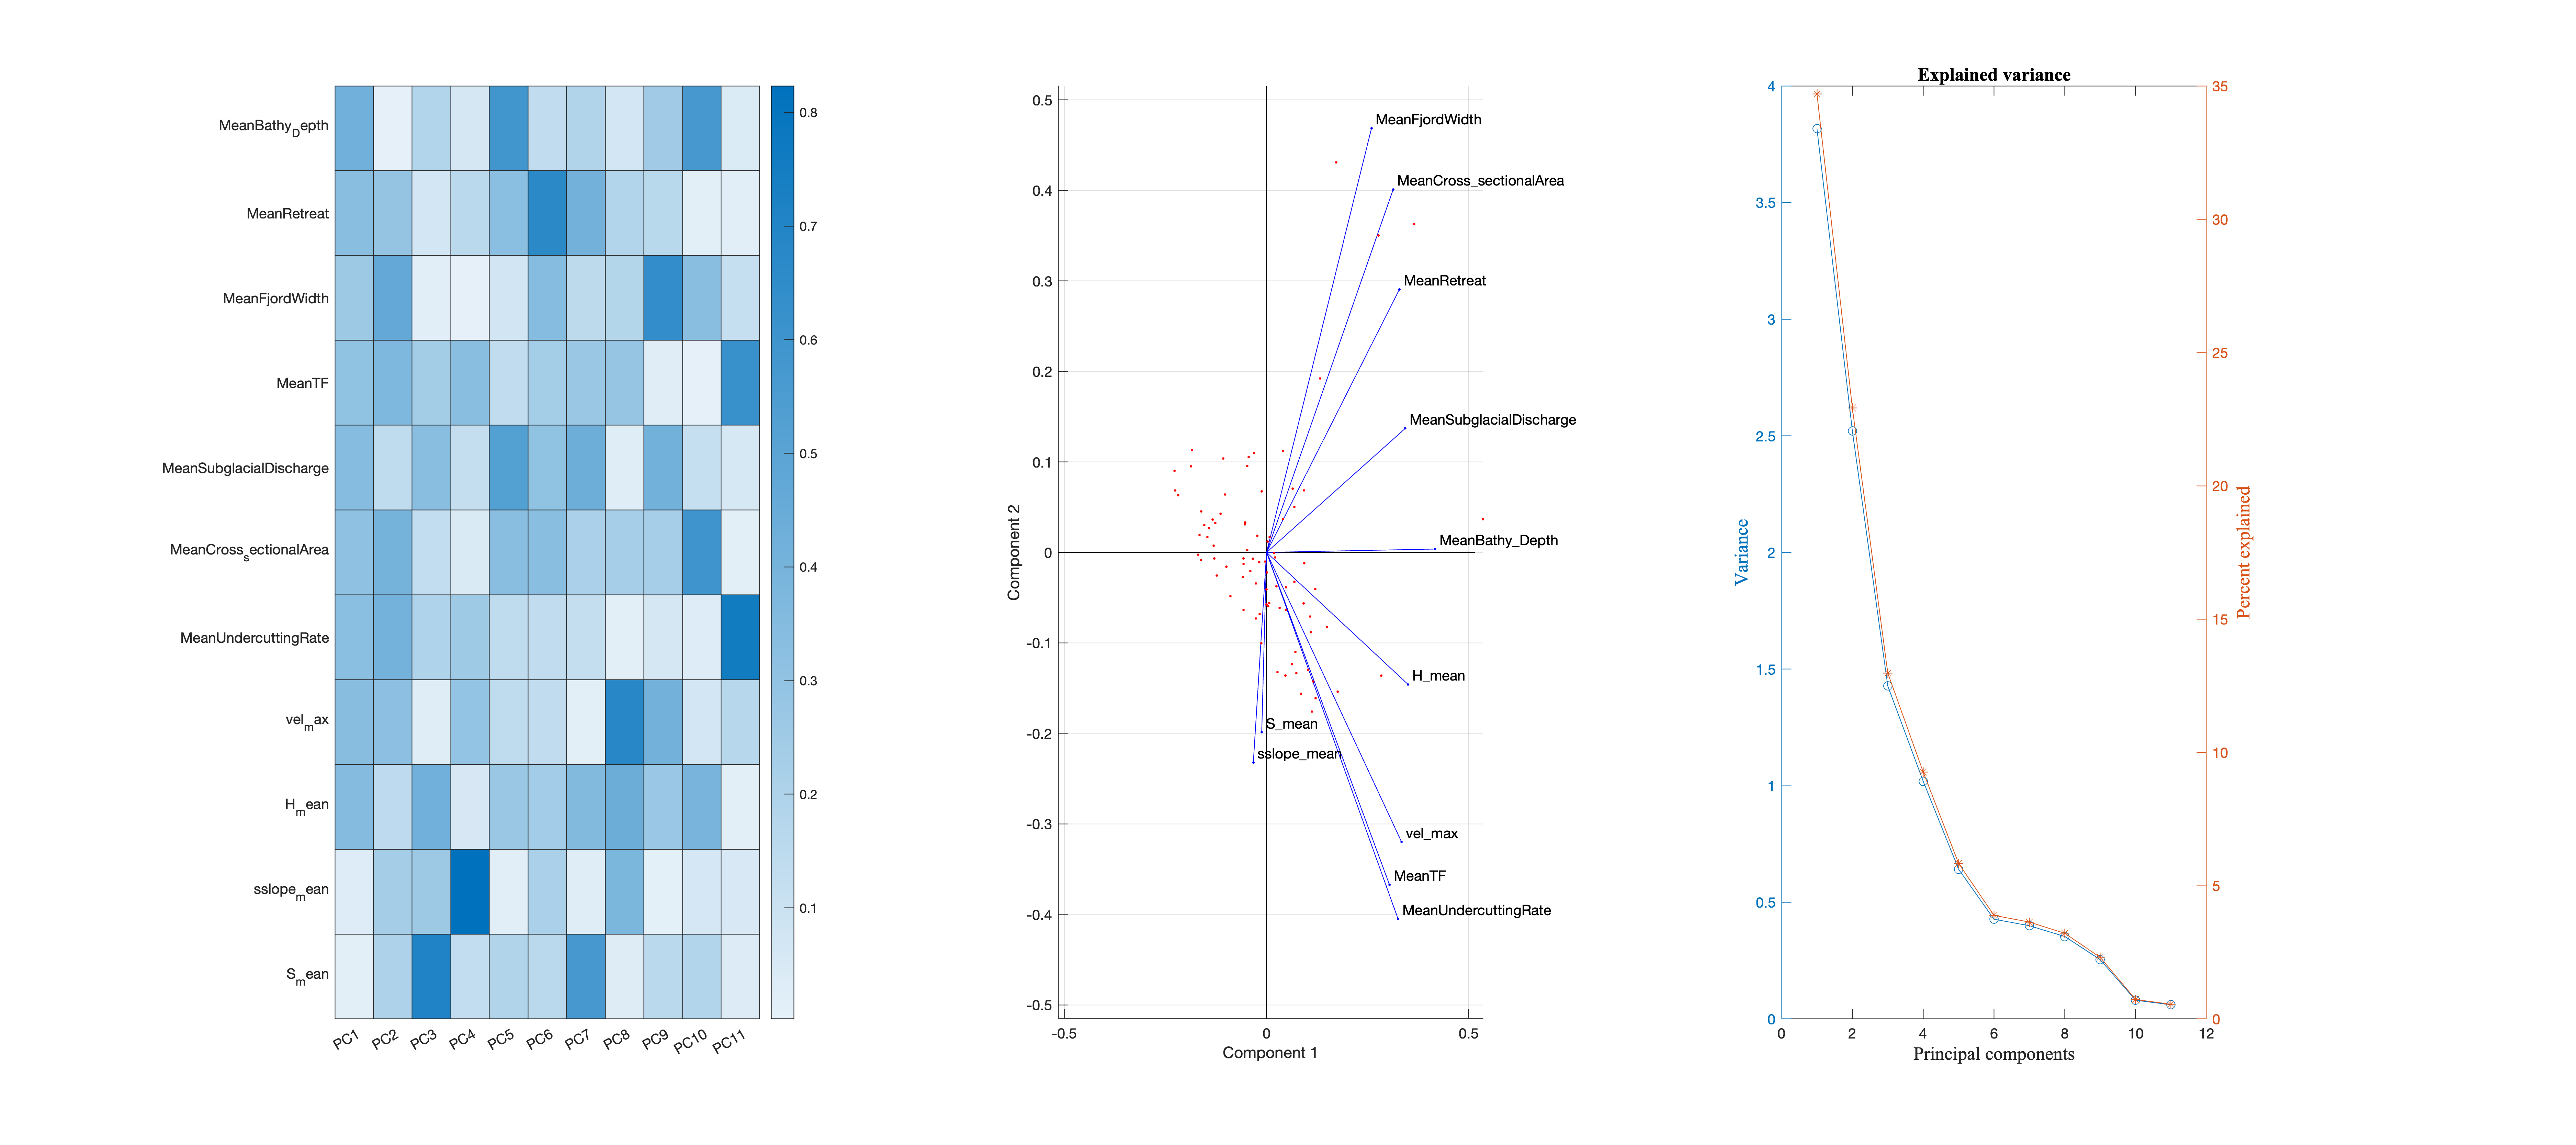 MeanBathy_Depth
MeanRetreat
MeanFjordWidth
MeanTF
MeanSubglacialDischarge
MeanCross_sectionalArea
MeanUndercuttingRate
vel_max
H_mean
sslope_mean
S_mean
PC1 PC2 PC3 PC4 PC5 PC6 PC7 PC8 PC9 PC10 PC11
0.8
0.7
0.6
0.5
0.4
0.3
0.2
0.1
0.5
0.4
0.3
0.2
0.1
0
-0.1
-0.2
-0.3
-0.4
-0.5
Component 2
MeanFjordWidth
MeanCross_sectionalArea
MeanRetreat
MeanSubglacialDischarge
MeanBathy_Depth
H_mean
S_mean
sslope_mean
vel_max
MeanTF
MeanUndercuttingRate
-0.5 0 0.5
Component 1
Explained variance
4
3.5
3
2.5
2
1.5
1
0.5
0
Variance
35
30
25
20
15
10
5
0
Percent explained
0 2 4 6 8 10 12
Principal components